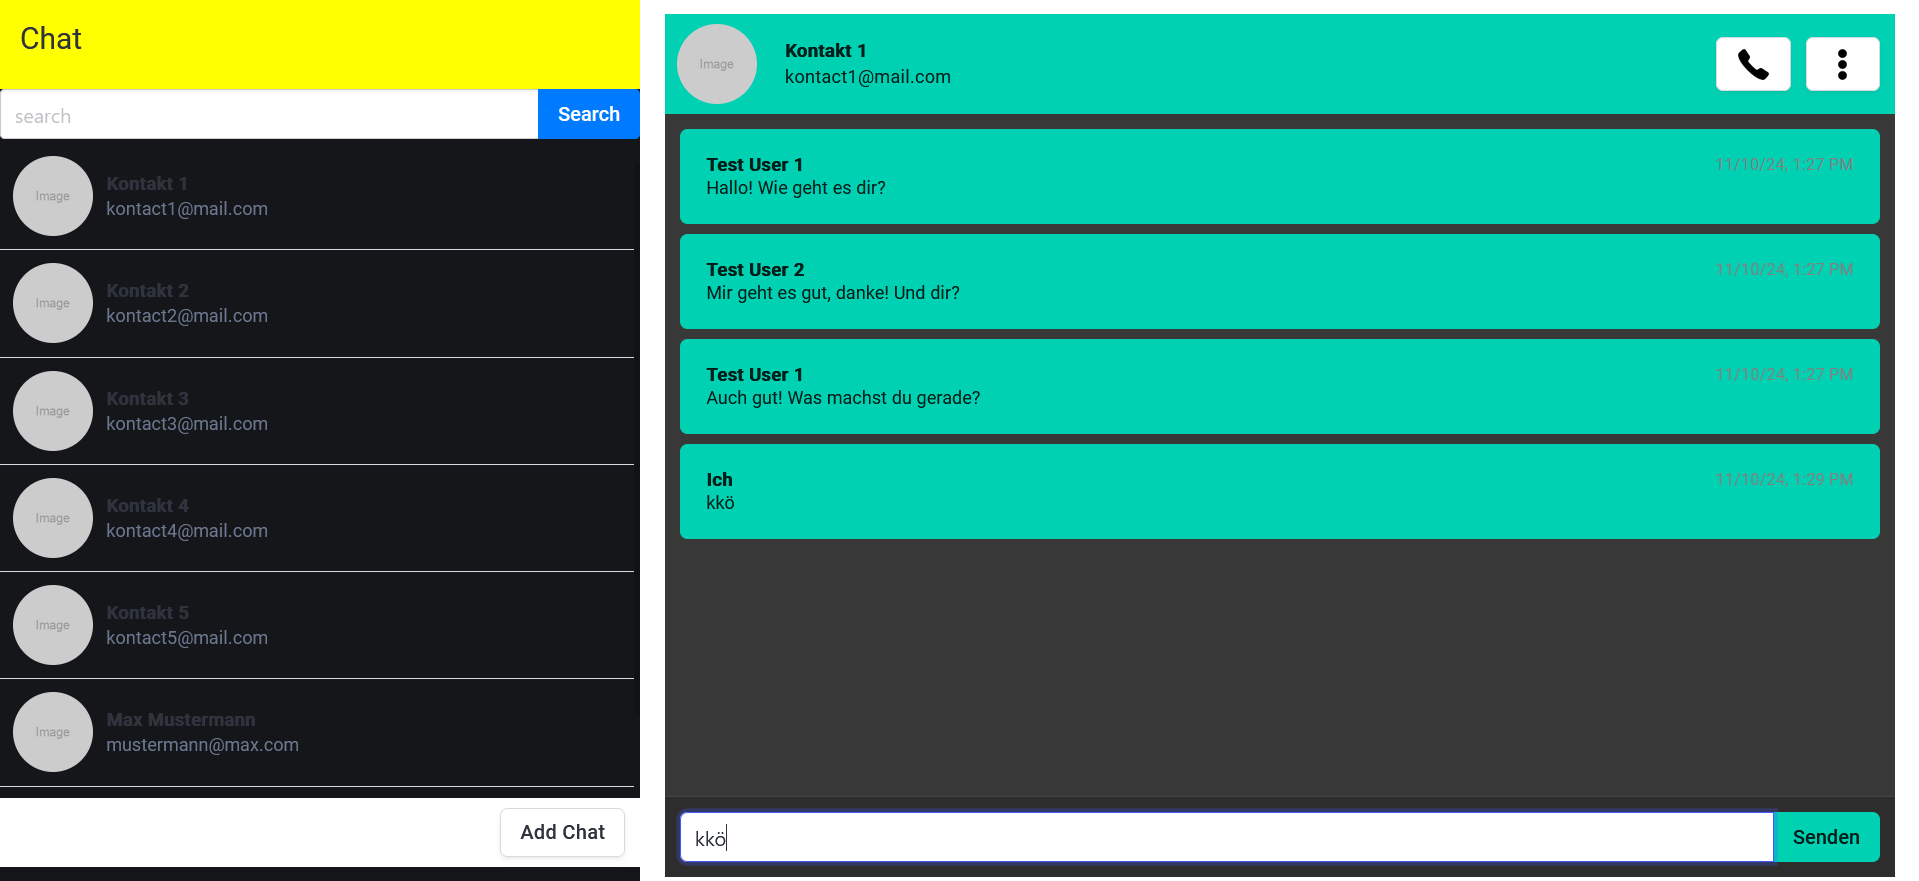 Chat
search
Search
Image
Kontakt 1
kontact1@mail.com
Image
Kontakt 2
kontact2@mail.com
Image
Kontakt 3
kontact3@mail.com
Image
Kontakt 4
kontact4@mail.com
Image
Kontakt 5
kontact5@mail.com
Image
Max Mustermann
mustermann@max.com
Add Chat
Image
Kontakt 1
kontact1@mail.com
Test User 1 11/10/24, 1:27 PM
Hallo! Wie geht es dir?
Test User 2 11/10/24, 1:27 PM
Mir geht es gut, danke! Und dir?
Test User 1 11/10/24, 1:27 PM
Auch gut! Was machst du gerade?
Ich 11/10/24, 1:29 PM
kkö
kkö
Senden